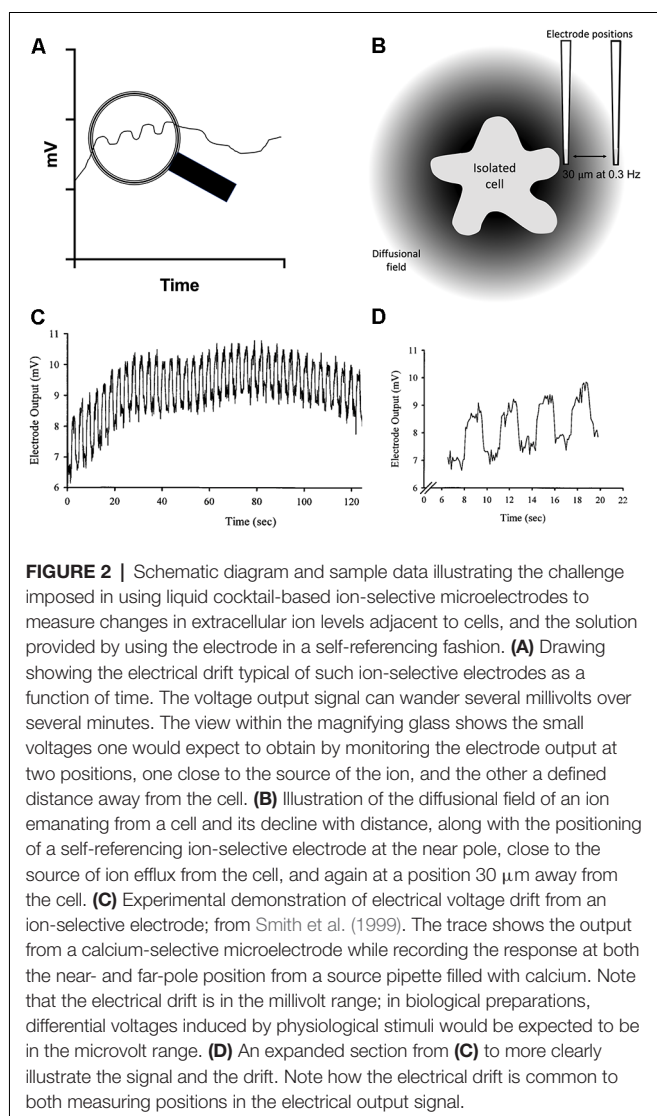 A
mV
Time
B
Electrode positions
Isolated
cell
30 μm at 0.3 Hz
Diffusional
field
C
Electrode Output (mV)
11
10
9
8
7
6
0 20 40 60 80 100 120
Time (sec)
D
Electrode Output (mV)
11
10
9
8
7
6
0 6 8 10 12 14 16 18 20 22
Time (sec)
FIGURE 2 | Schematic diagram and sample data illustrating the challenge
imposed in using liquid cocktail-based ion-selective microelectrodes to
measure changes in extracellular ion levels adjacent to cells, and the solution
provided by using the electrode in a self-referencing fashion. (A) Drawing
showing the electrical drift typical of such ion-selective electrodes as a
function of time. The voltage output signal can wander several millivolts over
several minutes. The view within the magnifying glass shows the small
voltages one would expect to obtain by monitoring the electrode output at
two positions, one close to the source of the ion, and the other a defined
distance away from the cell. (B) Illustration of the diffusional field of an ion
emanating from a cell and its decline with distance, along with the positioning
of a self-referencing ion-selective electrode at the near pole, close to the
source of ion efflux from the cell, and again at a position 30 μm away from
the cell. (C) Experimental demonstration of electrical voltage drift from an
ion-selective electrode; from Smith et al. (1999). The trace shows the output
from a calcium-selective microelectrode while recording the response at both
the near- and far-pole position from a source pipette filled with calcium. Note
that the electrical drift is in the millivolt range; in biological preparations,
differential voltages induced by physiological stimuli would be expected to be
in the microvolt range. (D) An expanded section from (C) to more clearly
illustrate the signal and the drift. Note how the electrical drift is common to
both measuring positions in the electrical output signal.